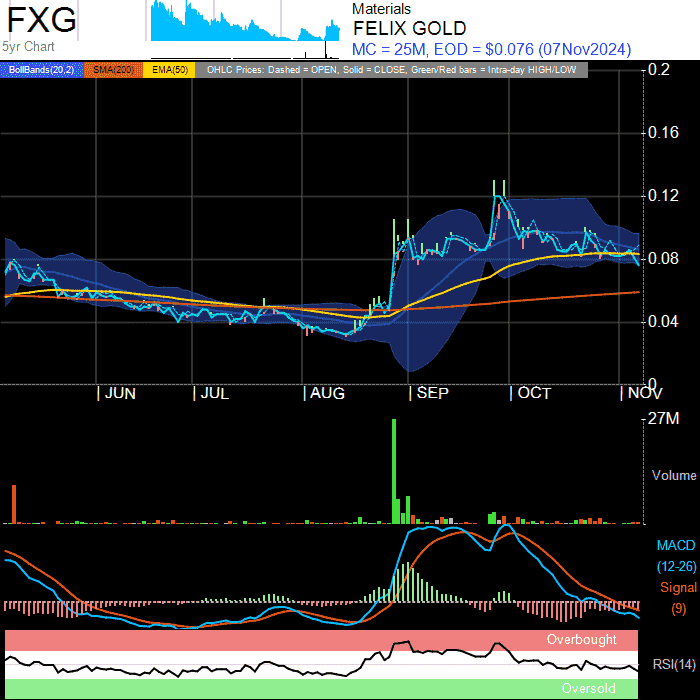 FXG
5yr Chart
Materials
FELIX GOLD
MC = 25M, EOD = $0.076 (07Nov2024)
BollBands(20,2) SMA(200) EMA(50) OHLC Prices: Dashed = OPEN, Solid = CLOSE, Green/Red bars = Intra-day HIGH/LOW
0.2
0.16
0.12
0.08
0.04
0
JUN JUL AUG SEP OCT NOV
27M
Volume
MACD
(12-26)
Signal
(9)
Overbought
RSI(14)
Oversold